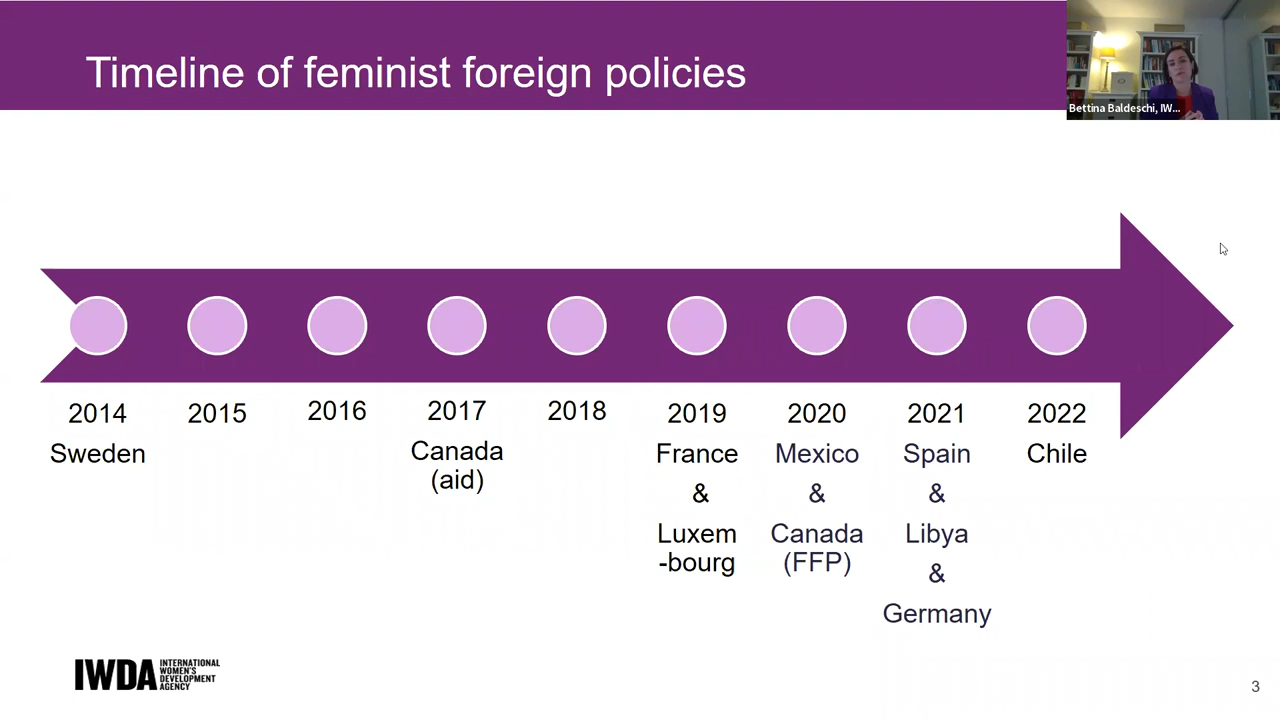 Timeline of feminist foreign policies
Bettina Baldeschi, IW...
2014
Sweden
2015
2016
2017
Canada
(aid)
2018
2019
France
&
Luxem
-bourg
2020
Mexico
&
Canada
(FFP)
2021
Spain
&
Libya
&
Germany
2022
Chile
IWDA
INTERNATIONAL
WOMEN'S
DEVELOPMENT
AGENCY
3